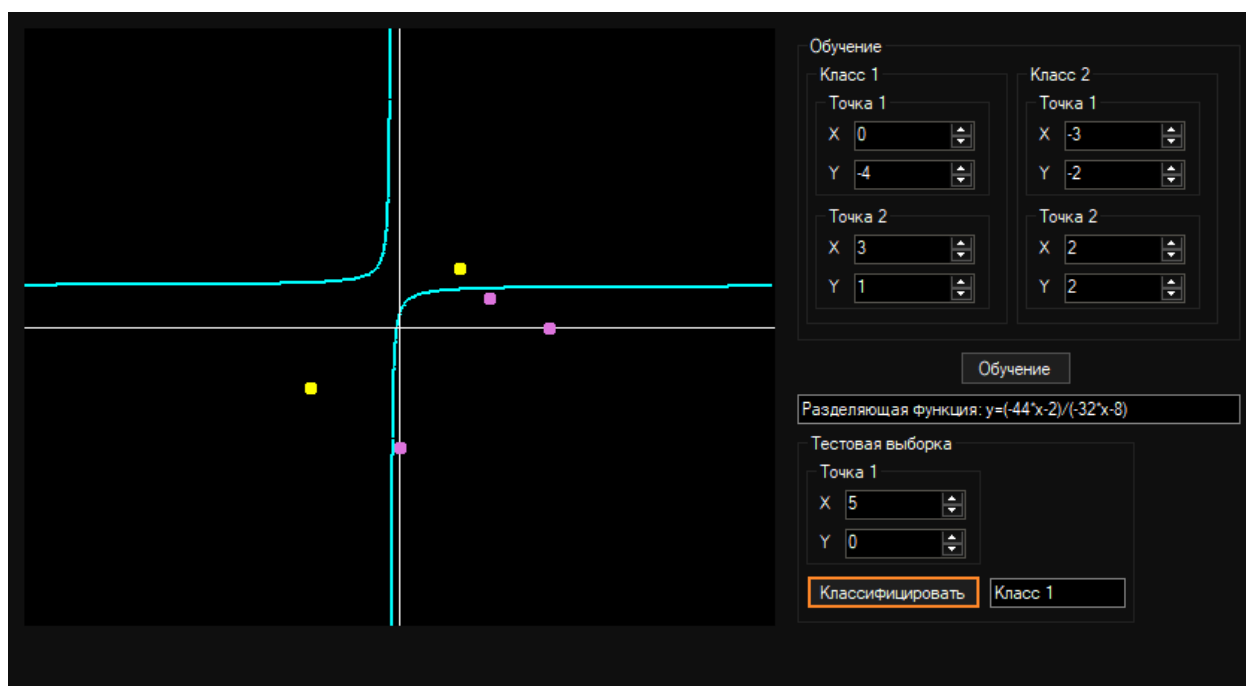 Обучение
Класс 1
Класс 2
Точка 1
Точка 1
X 0
X -3
Y -4
Y -2
Точка 2
Точка 2
X 3
X 2
Y 1
Y 2
Обучение
Разделяющая функция: y=(-44*x-2)/(-32*x-8)
Тестовая выборка
Точка 1
X 5
Y 0
Классифицировать
Класс 1